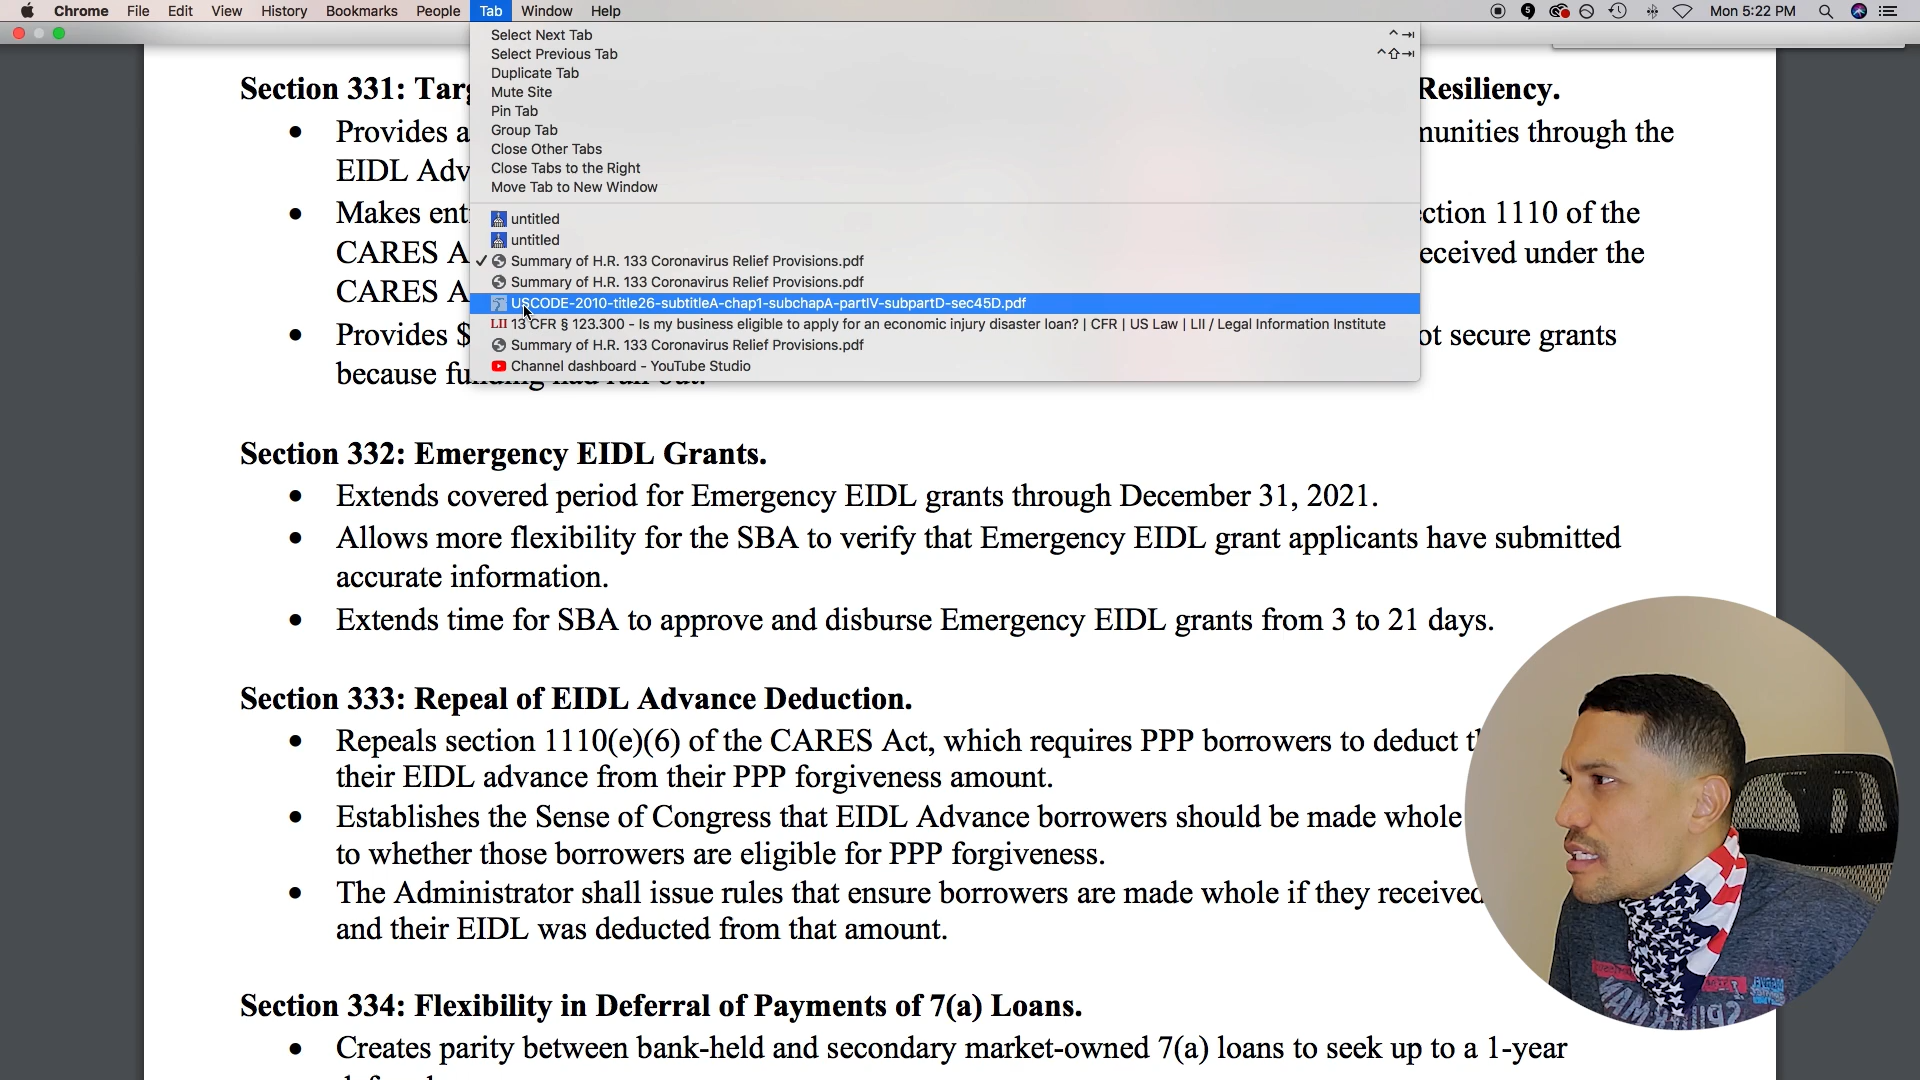 Chrome File Edit View History Bookmarks People Tab Window Help Mon 5:22 PM
Select Next Tab
Select Previous Tab
Duplicate Tab
Mute Site
Pin Tab
Group Tab
Close Other Tabs
Close Tabs to the Right
Move Tab to New Window
untitled
untitled
Summary of H.R. 133 Coronavirus Relief Provisions.pdf
Summary of H.R. 133 Coronavirus Relief Provisions.pdf
USCODE-2010-title26-subtitleA-chap1-subchapA-partIV-subpartD-sec45D.pdf
LII 13 CFR § 123.300 - Is my business eligible to apply for an economic injury disaster loan? | CFR | US Law | LII / Legal Information Institute
Summary of H.R. 133 Coronavirus Relief Provisions.pdf
Channel dashboard - YouTube Studio
Section 331: Targ Resiliency.
• Provides a munities through the
EIDL Adv
• Makes ent ction 1110 of the
CARES A eceived under the
CARES A
• Provides $ ot secure grants
because
Section 332: Emergency EIDL Grants.
• Extends covered period for Emergency EIDL grants through December 31, 2021.
• Allows more flexibility for the SBA to verify that Emergency EIDL grant applicants have submitted
accurate information.
• Extends time for SBA to approve and disburse Emergency EIDL grants from 3 to 21 days.
Section 333: Repeal of EIDL Advance Deduction.
• Repeals section 1110(e)(6) of the CARES Act, which requires PPP borrowers to deduct
their EIDL advance from their PPP forgiveness amount.
• Establishes the Sense of Congress that EIDL Advance borrowers should be made whole
to whether those borrowers are eligible for PPP forgiveness.
• The Administrator shall issue rules that ensure borrowers are made whole if they received
and their EIDL was deducted from that amount.
Section 334: Flexibility in Deferral of Payments of 7(a) Loans.
• Creates parity between bank-held and secondary market-owned 7(a) loans to seek up to a 1-year